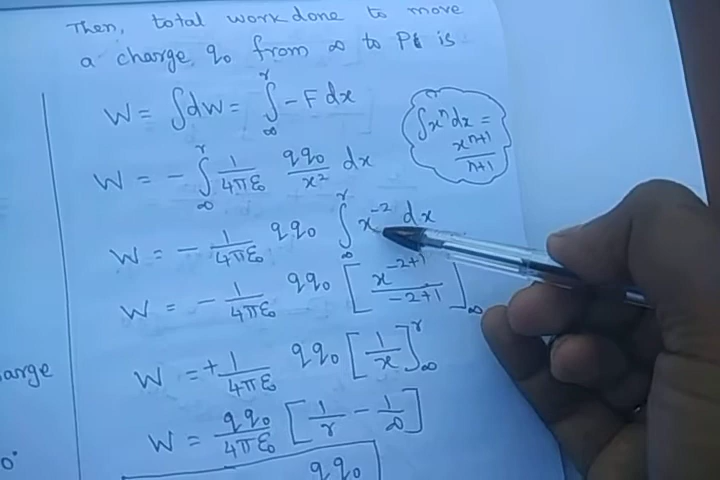 Then, total work done to move
a charge q₀ from ∞ to P is
W = ∫dW = ∫_∞^r -F dx
∫xⁿdx =
xⁿ⁺¹
n+1
W = - ∫_∞^r 1/4πε₀ qq₀/x² dx
W = - 1/4πε₀ qq₀ ∫_∞^r x⁻² dx
W = - 1/4πε₀ qq₀ [x⁻²⁺¹/-2+1]_∞
W = + 1/4πε₀ qq₀ [1/x]_∞^r
W = qq₀/4πε₀ [1/r - 1/∞]
qq₀
arge
0°